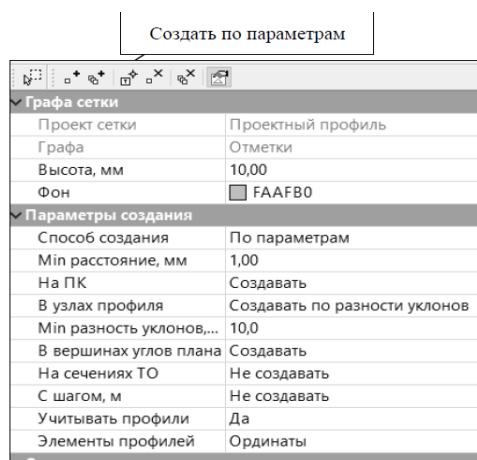 Создать по параметрам
Графа сетки
Проект сетки Проектный профиль
Графа Отметки
Высота, мм 10,00
Фон FAAFB0
Параметры создания
Способ создания По параметрам
Min расстояние, мм 1,00
На ПК Создавать
В узлах профиля Создавать по разности уклонов
Min разность уклонов,... 10,0
В вершинах углов плана Создавать
На сечениях ТО Не создавать
С шагом, м Не создавать
Учитывать профили Да
Элементы профилей Ординаты